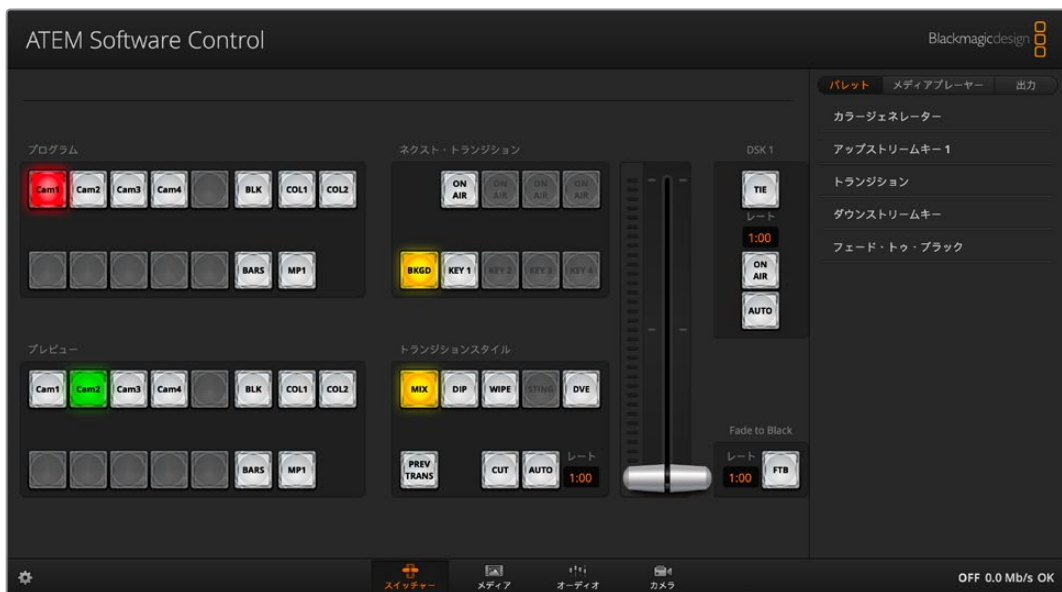 ATEM Software Control
Blackmagicdesign
パレット メディアプレーヤー 出力
カラージェネレーター
アップストリームキー 1
トランジション
ダウンストリームキー
フェード・トゥ・ブラック
プログラム
Cam1 Cam2 Cam3 Cam4 BLK COL1 COL2
BARS MP1
ネクスト・トランジション
ON AIR ON AIR ON AIR ON AIR
BKGD KEY 1 KEY 2 KEY 3 KEY 4
DSK 1
TIE
レート
1:00
ON AIR
AUTO
プレビュー
Cam1 Cam2 Cam3 Cam4 BLK COL1 COL2
BARS MP1
トランジションスタイル
MIX DIP WIPE STING DVE
PREV TRANS CUT AUTO レート 1:00
Fade to Black
レート
1:00 FTB
スイッチャー メディア オーディオ カメラ
OFF 0.0 Mb/s OK